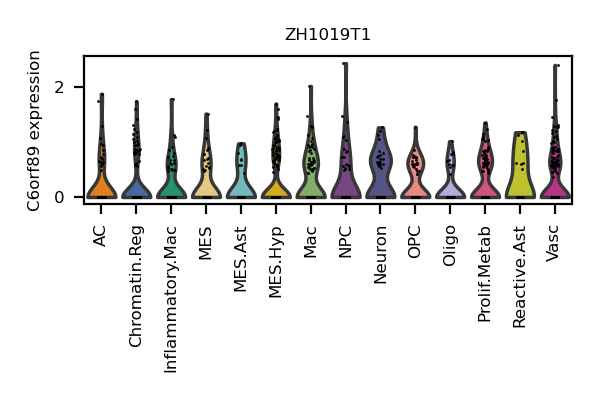 ZH1019T1
C6orf89 expression
2
0
AC
Chromatin.Reg
Inflammatory.Mac
MES
MES.Ast
MES.Hyp
Mac
NPC
Neuron
OPC
Oligo
Prolif.Metab
Reactive.Ast
Vasc